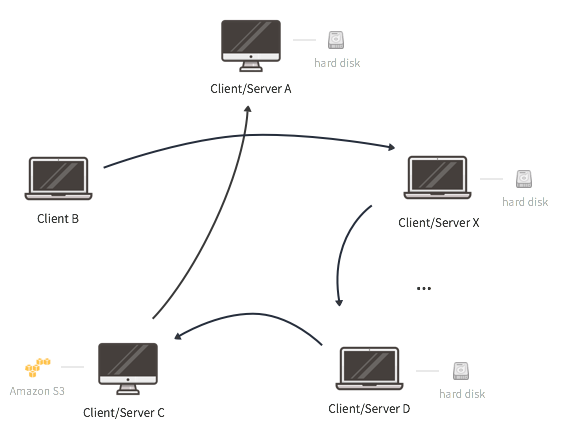 hard disk
Client/Server A
Client B
hard disk
Client/Server X
...
Amazon S3
Client/Server C
hard disk
Client/Server D